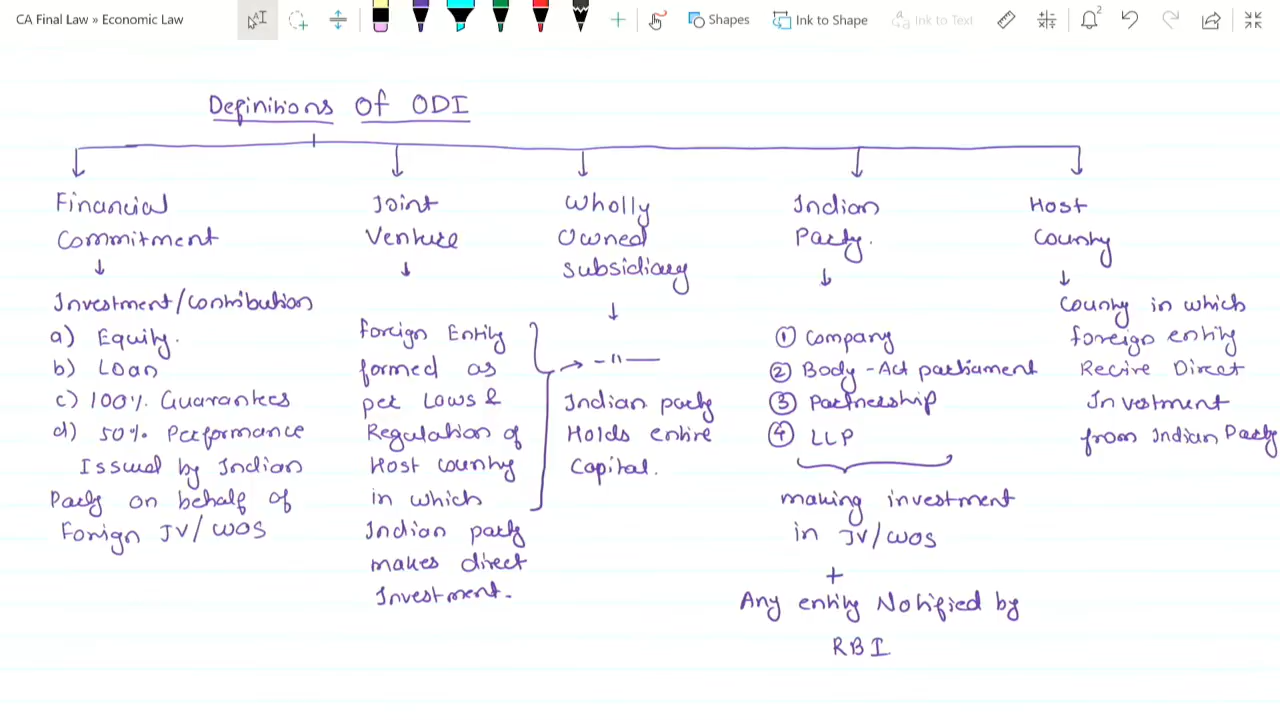 CA Final Law » Economic Law
Shapes
Ink to Shape
Ink to Text
2
Definitions Of ODI
Financial
Commitment
Investment/Contribution
a) Equity.
b) Loan
c) 100% Guarantees
d) 50% Performance
Issued by Indian
Party on behalf of
Forign JV/WOS
Joint
Venture
foreign Entity
formed as
per Laws &
Regulation of
Host country
in which
Indian party
makes direct
Investment.
Wholly
Owned
subsidiary
-"-
Indian party
Holds entire
Capital.
Indian
Party.
① Company
② Body - Act parliament
③ Partnership
④ LLP
making investment
in JV/WOS
+
Any entity Notified by
RBI
Host
County
County in which
foreign entity
Recive Direct
Investment
from Indian Party